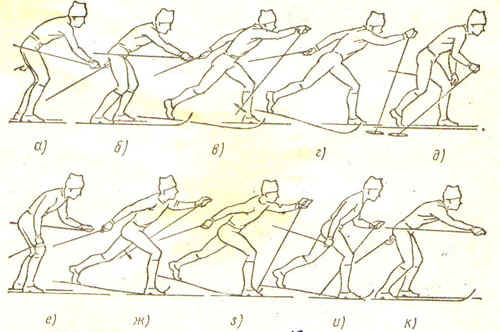 а) б) в) г) д)
е) ж) з) и) к)